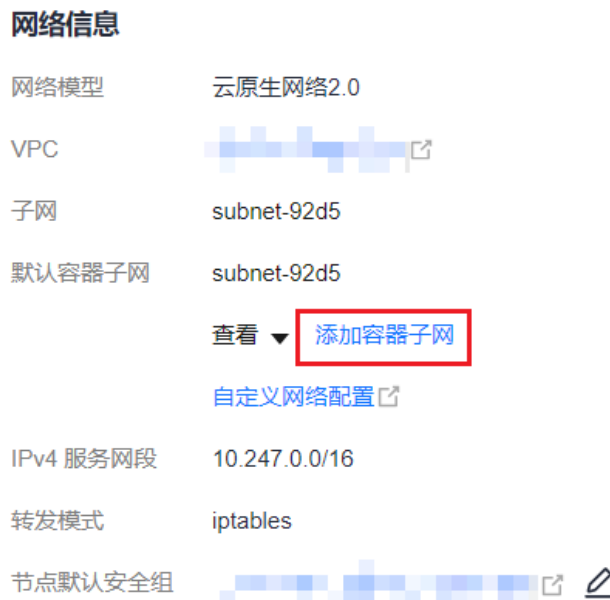 网络信息
网络模型 云原生网络2.0
VPC
子网 subnet-92d5
默认容器子网 subnet-92d5
查看 添加容器子网
自定义网络配置
IPv4 服务网段 10.247.0.0/16
转发模式 iptables
节点默认安全组